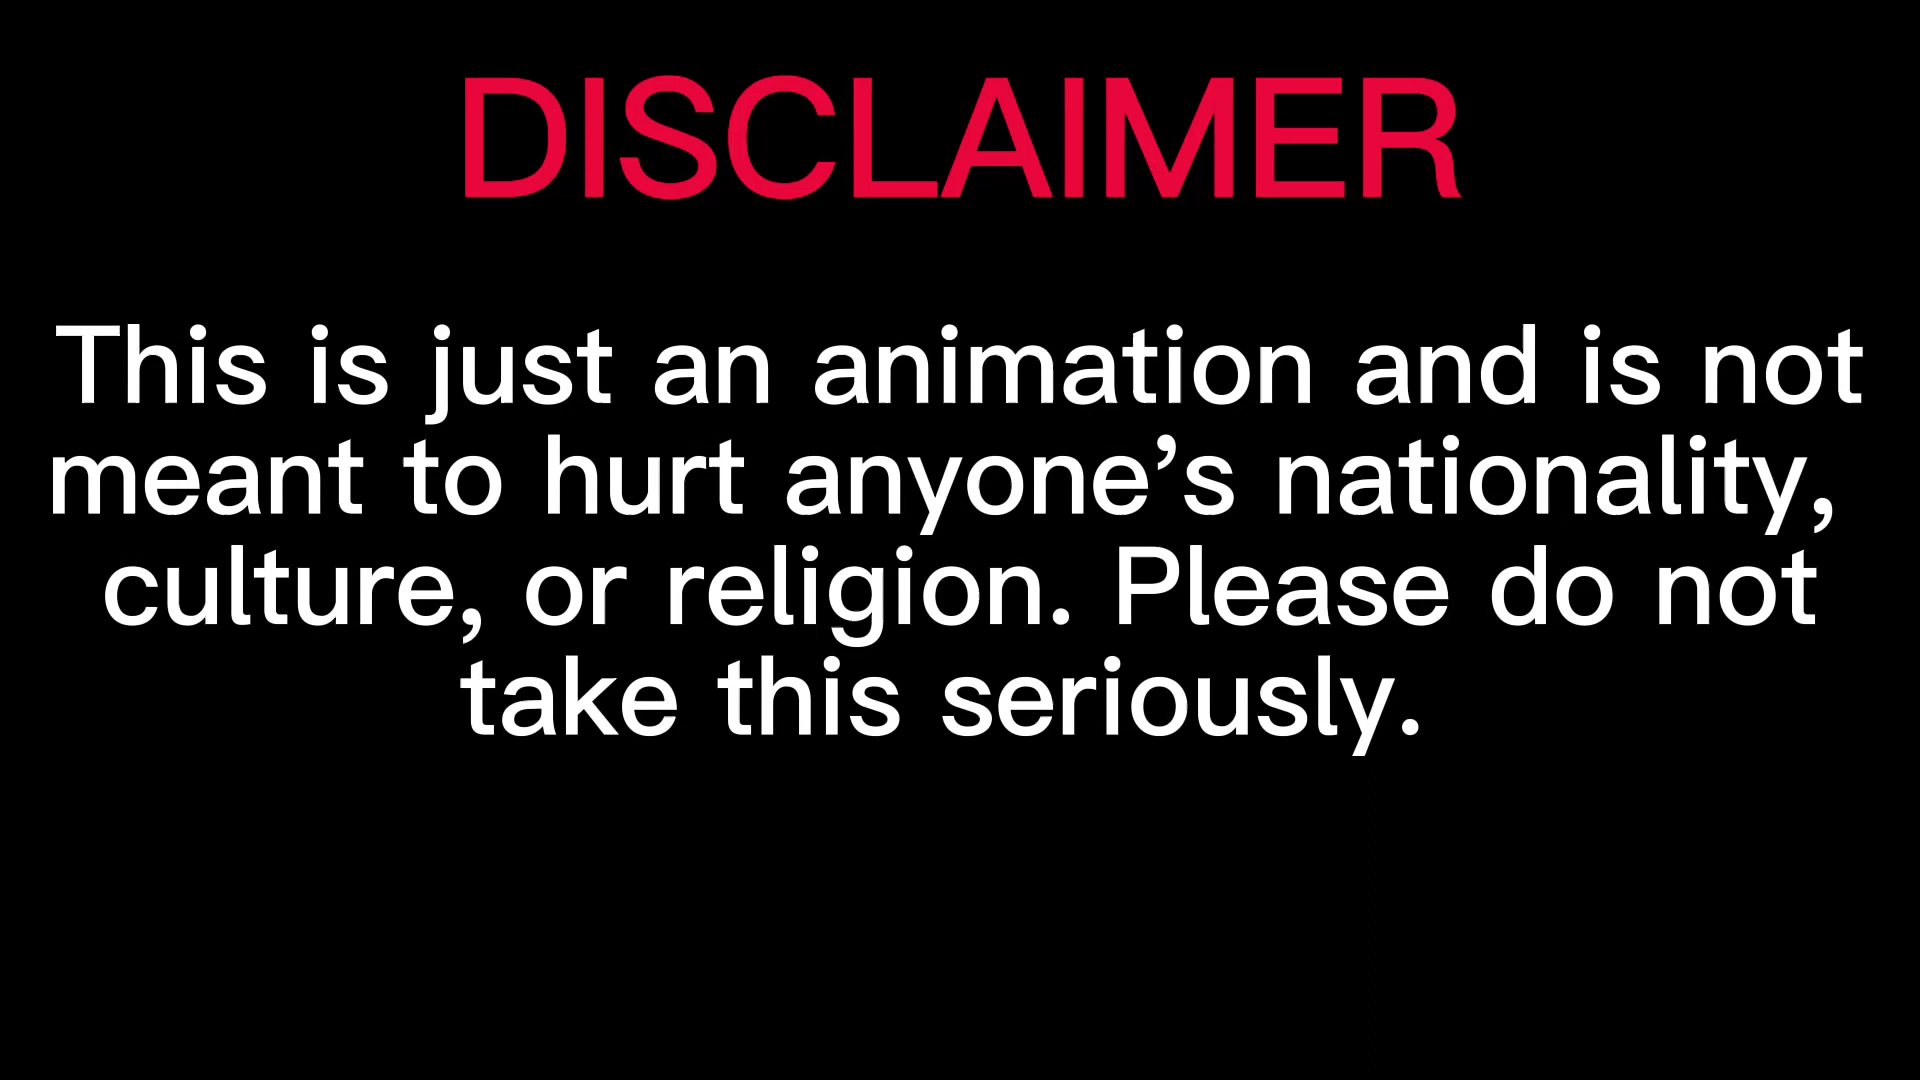 DISCLAIMER
This is just an animation and is not
meant to hurt anyone’s nationality,
culture, or religion. Please do not
take this seriously.